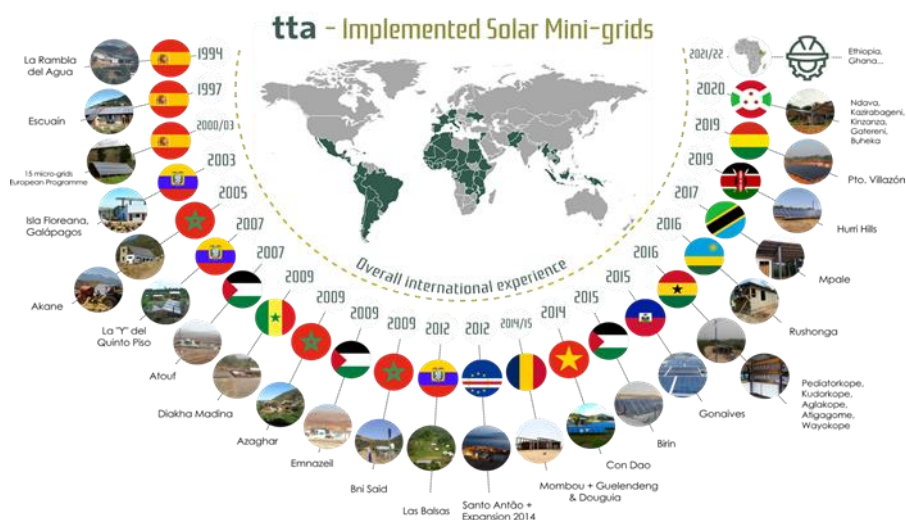 tta - Implemented Solar Mini-grids
La Rambla
del Agua
1994
Escuaín
1997
15 micro-grids
European Programme
2000/03
Isla Floreana,
Galápagos
2003
Akane
2005
La "Y" del
Quinto Piso
2007
Atouf
2007
Diakha Madina
2009
Azaghar
2009
Emnazeil
2009
Bni Said
2009
Las Balsas
2012
Santo Antão +
Expansion 2014
2012
Mombou + Guelendeng
& Douguia
2014/15
Con Dao
2014
Birin
2015
Gonaives
2015
Pediatorkope,
Kudorkope,
Aglakope,
Atigagome,
Wayokope
2016
Rushonga
2016
Mpale
2017
Hurri Hills
2019
Pto. Villazón
2019
Ndava,
Kazirabageni,
Kinzanza,
Gatereni,
Buheka
2020
Ethiopia,
Ghana...
2021/22
Overall international experience